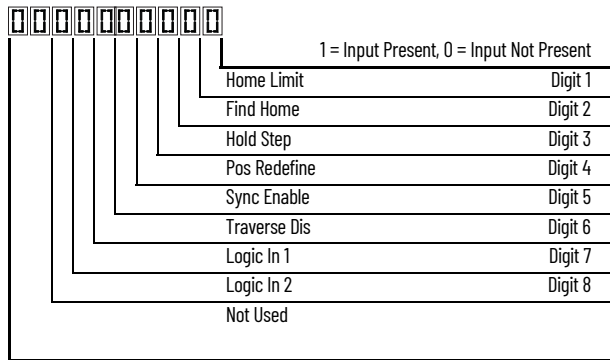 0000000000
1 = Input Present, 0 = Input Not Present
Home Limit Digit 1
Find Home Digit 2
Hold Step Digit 3
Pos Redefine Digit 4
Sync Enable Digit 5
Traverse Dis Digit 6
Logic In 1 Digit 7
Logic In 2 Digit 8
Not Used